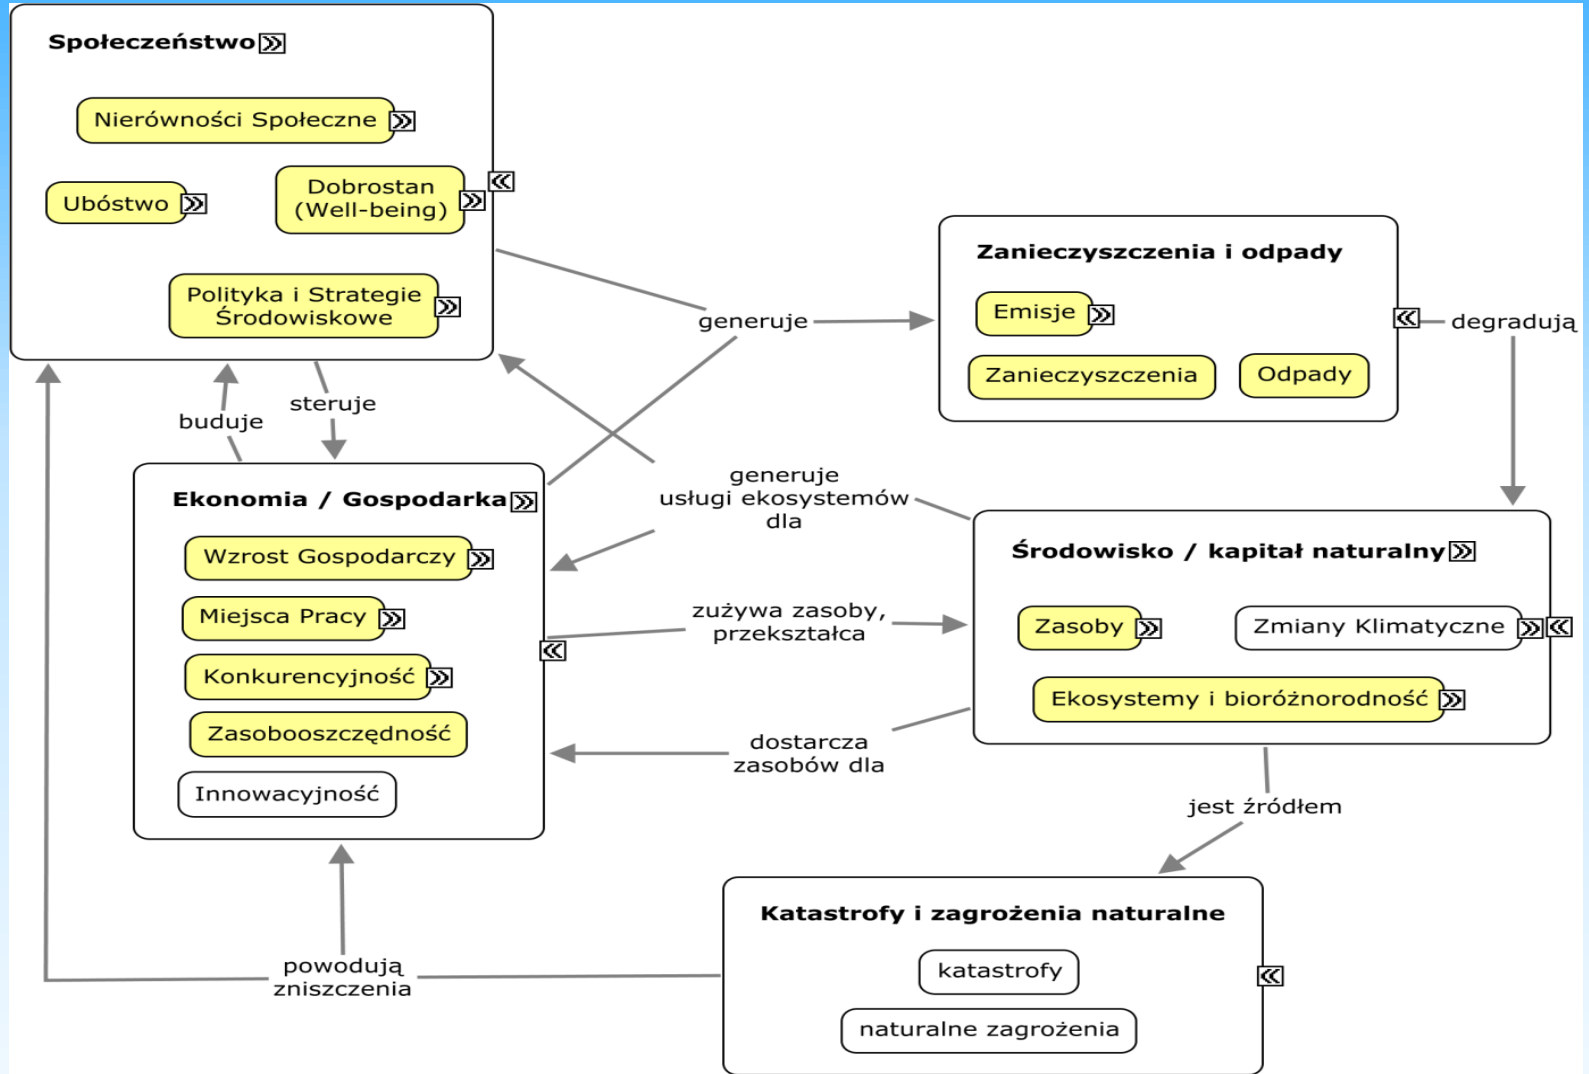 Społeczeństwo
Nierówności Społeczne
Ubóstwo
Dobrostan
(Well-being)
Polityka i Strategie
Środowiskowe
generuje
Zanieczyszczenia i odpady
Emisje
Zanieczyszczenia
Odpady
degradują
buduje
steruje
Ekonomia / Gospodarka
Wzrost Gospodarczy
Miejsca Pracy
Konkurencyjność
Zasobooszczędność
Innowacyjność
generuje
usługi ekosystemów
dla
zużywa zasoby,
przekształca
dostarcza
zasobów dla
Środowisko / kapitał naturalny
Zasoby
Zmiany Klimatyczne
Ekosystemy i bioróżnorodność
jest źródłem
Katastrofy i zagrożenia naturalne
katastrofy
naturalne zagrożenia
powodują
zniszczenia